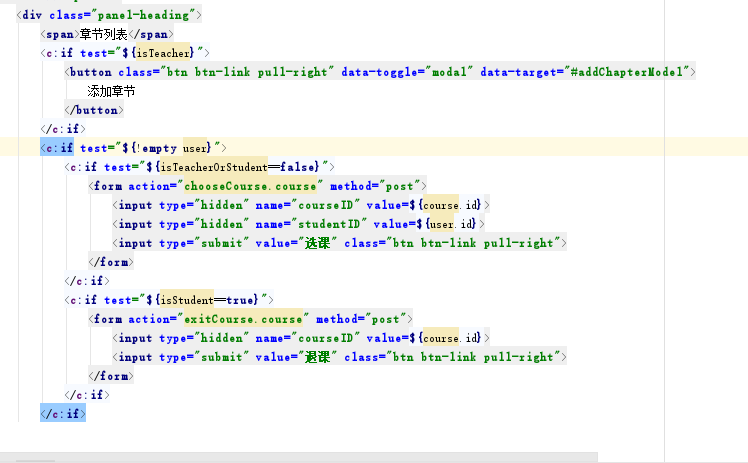 <div class="panel-heading">
<span>章节列表</span>
<c:if test="${isTeacher}">
<button class="btn btn-link pull-right" data-toggle="modal" data-target="#addChapterModel">
添加章节
</button>
</c:if>
<c:if test="${!empty user}">
<c:if test="${isTeacherOrStudent==false}">
<form action="chooseCourse.course" method="post">
<input type="hidden" name="courseID" value=${course.id}>
<input type="hidden" name="studentID" value=${user.id}>
<input type="submit" value="选课" class="btn btn-link pull-right">
</form>
</c:if>
<c:if test="${isStudent==true}">
<form action="exitCourse.course" method="post">
<input type="hidden" name="courseID" value=${course.id}>
<input type="submit" value="退课" class="btn btn-link pull-right">
</form>
</c:if>
</c:if>